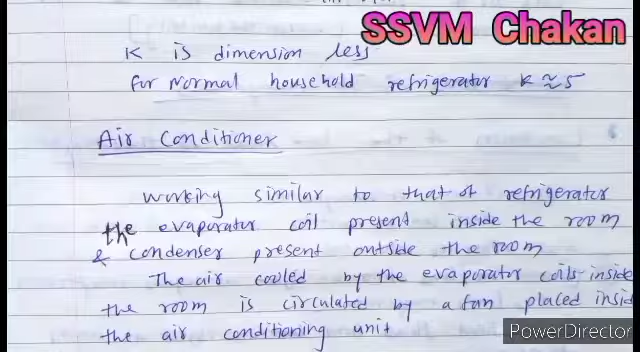 SSVM Chakan
K is dimension less
for normal household refrigerator K ≈ 5
Air Conditioner
working similar to that of refrigerator
the evaporator coil present inside the room
& condenser present outside the room
The air cooled by the evaporator coils inside
the room is circulated by a fan placed insid
the air conditioning unit
PowerDirector